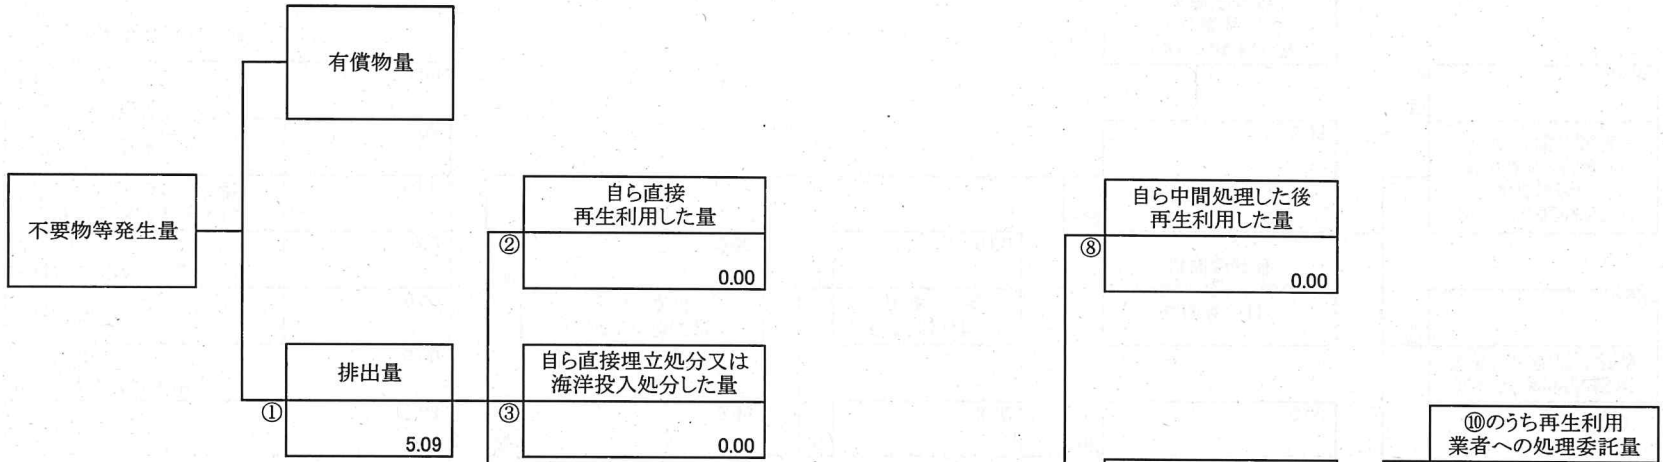 有償物量
不要物等発生量
自ら直接
再生利用した量
②
0.00
自ら中間処理した後
再生利用した量
⑧
0.00
排出量
①
5.09
自ら直接埋立処分又は
海洋投入処分した量
③
0.00
⑩のうち再生利用
業者への処理委託量